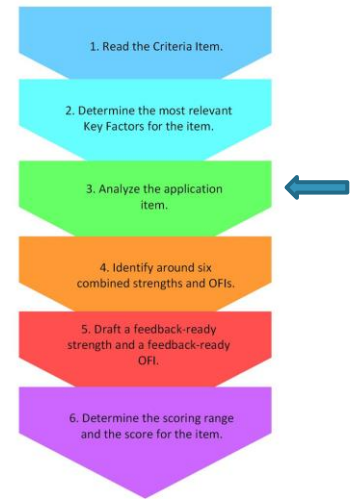 1. Read the Criteria Item.
2. Determine the most relevant
Key Factors for the item.
3. Analyze the application
item.
4. Identify around six
combined strengths and OFIs.
5. Draft a feedback-ready
strength and a feedback-ready
OFI.
6. Determine the scoring range
and the score for the item.